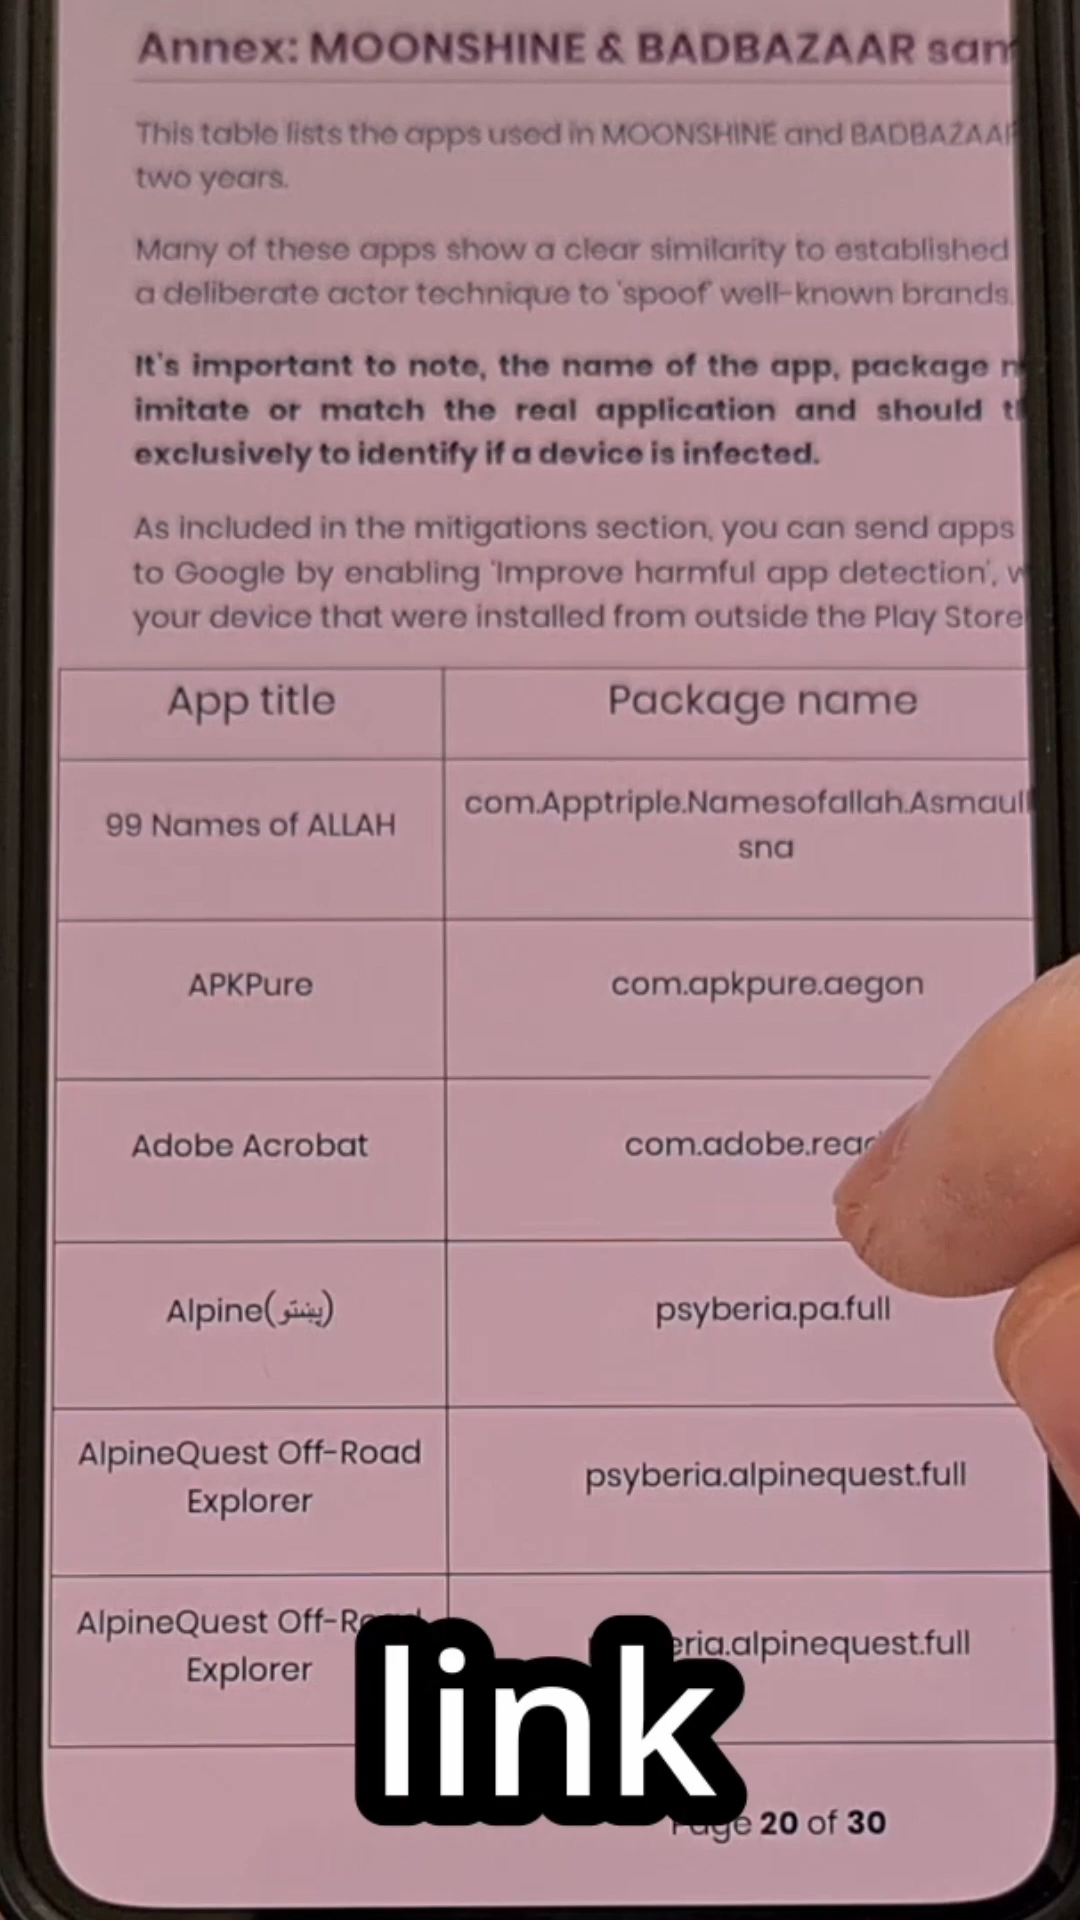 Annex: MOONSHINE & BADBAZAAR
This table lists the apps used in MOONSHINE and BADBAZAAR
two years.
Many of these apps show a clear similarity to established
a deliberate actor technique to 'spoof' well-known brands.
It's important to note, the name of the app, package
imitate or match the real application and should
exclusively to identify if a device is infected.
As included in the mitigations section, you can send apps
to Google by enabling 'Improve harmful app detection',
your device that were installed from outside the Play Store
App title Package name
99 Names of ALLAH com.Apptriple.Namesofallah.Asmaul
sna
APKPure com.apkpure.aegon
Adobe Acrobat com.adobe.read
Alpine(پښتو) psyberia.pa.full
AlpineQuest Off-Road
Explorer psyberia.alpinequest.full
AlpineQuest Off-Road
Explorer eria.alpinequest.full
link
Page 20 of 30